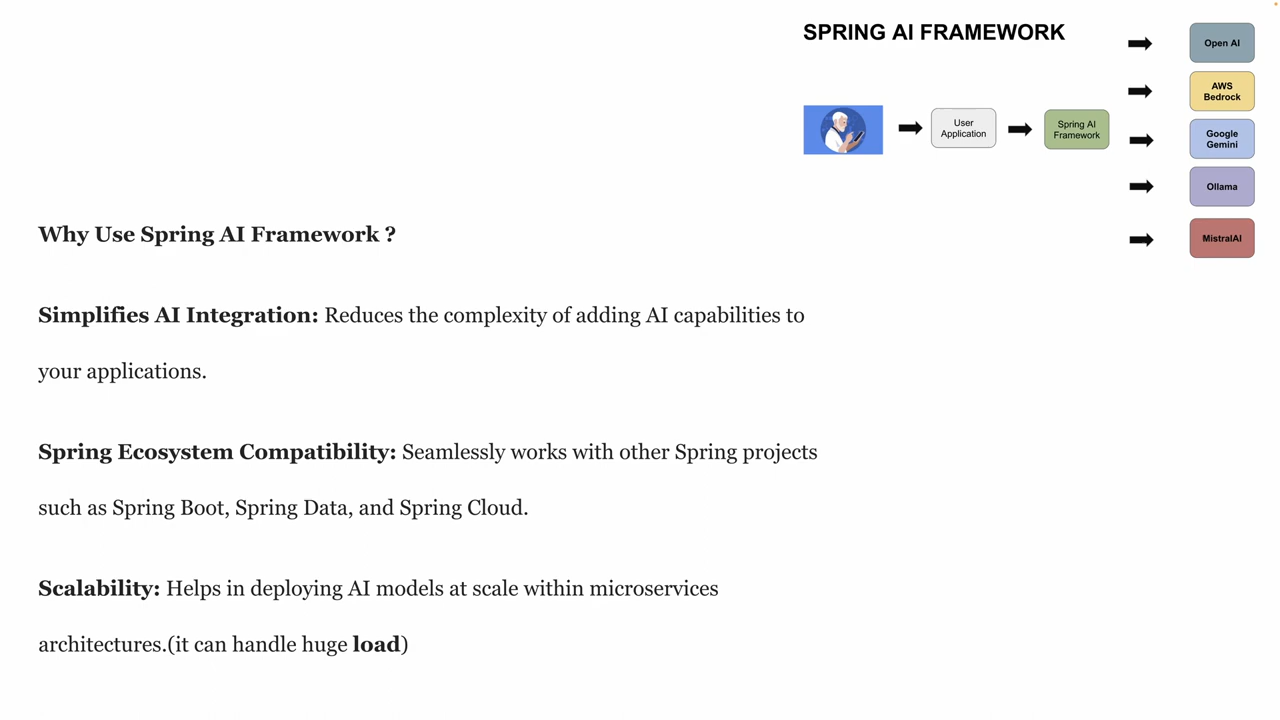 SPRING AI FRAMEWORK
Open AI
AWS
Bedrock
User
Application
Spring AI
Framework
Google
Gemini
Ollama
MistralAI
Why Use Spring AI Framework ?
Simplifies AI Integration: Reduces the complexity of adding AI capabilities to
your applications.
Spring Ecosystem Compatibility: Seamlessly works with other Spring projects
such as Spring Boot, Spring Data, and Spring Cloud.
Scalability: Helps in deploying AI models at scale within microservices
architectures.(it can handle huge load)